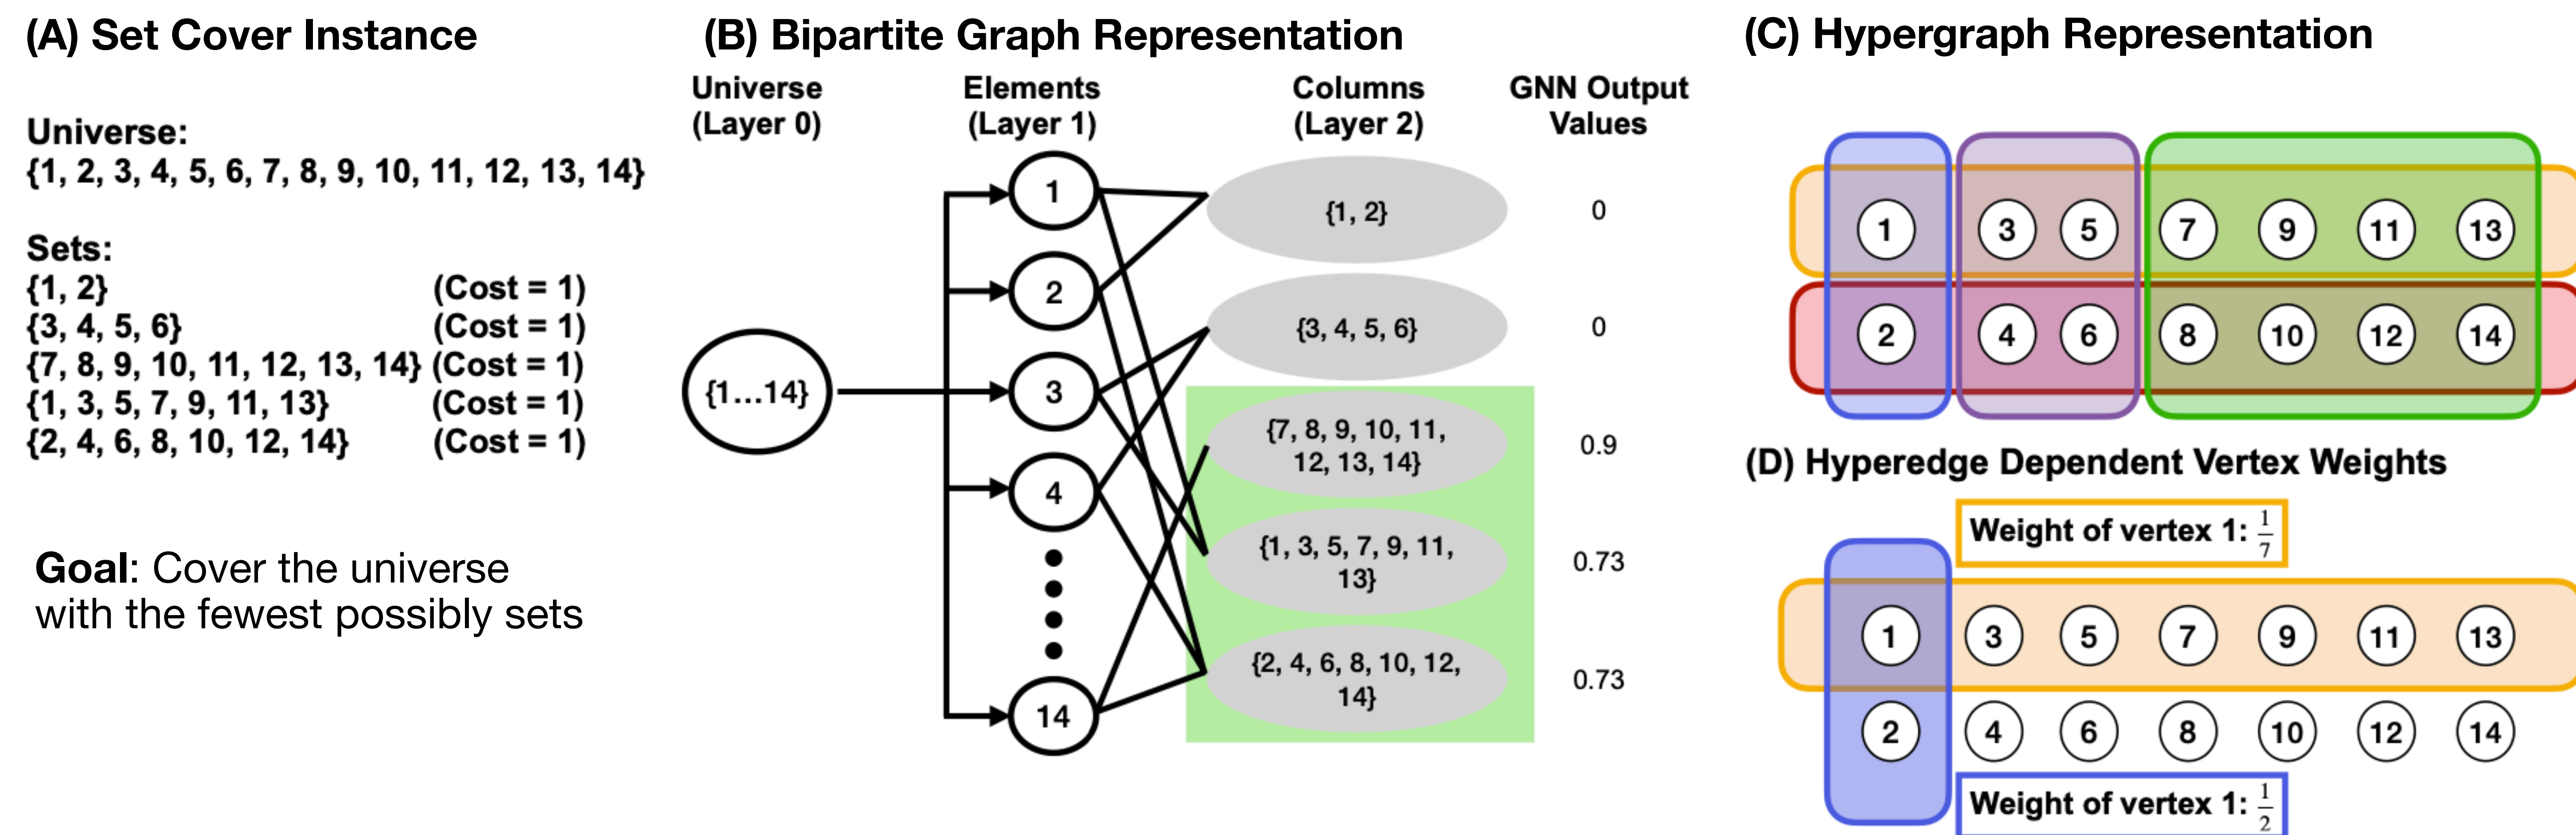 (A) Set Cover Instance
Universe:
{1, 2, 3, 4, 5, 6, 7, 8, 9, 10, 11, 12, 13, 14}
Sets:
{1, 2} (Cost = 1)
{3, 4, 5, 6} (Cost = 1)
{7, 8, 9, 10, 11, 12, 13, 14} (Cost = 1)
{1, 3, 5, 7, 9, 11, 13} (Cost = 1)
{2, 4, 6, 8, 10, 12, 14} (Cost = 1)
Goal: Cover the universe
with the fewest possibly sets
(B) Bipartite Graph Representation
Universe
(Layer 0)
{1...14}
Elements
(Layer 1)
1
2
3
4
14
Columns
(Layer 2)
{1, 2}
{3, 4, 5, 6}
{7, 8, 9, 10, 11,
12, 13, 14}
{1, 3, 5, 7, 9, 11,
13}
{2, 4, 6, 8, 10, 12,
14}
GNN Output
Values
0
0
0.9
0.73
0.73
(C) Hypergraph Representation
1 3 5 7 9 11 13
2 4 6 8 10 12 14
(D) Hyperedge Dependent Vertex Weights
Weight of vertex 1: 1/7
1 3 5 7 9 11 13
2 4 6 8 10 12 14
Weight of vertex 1: 1/2